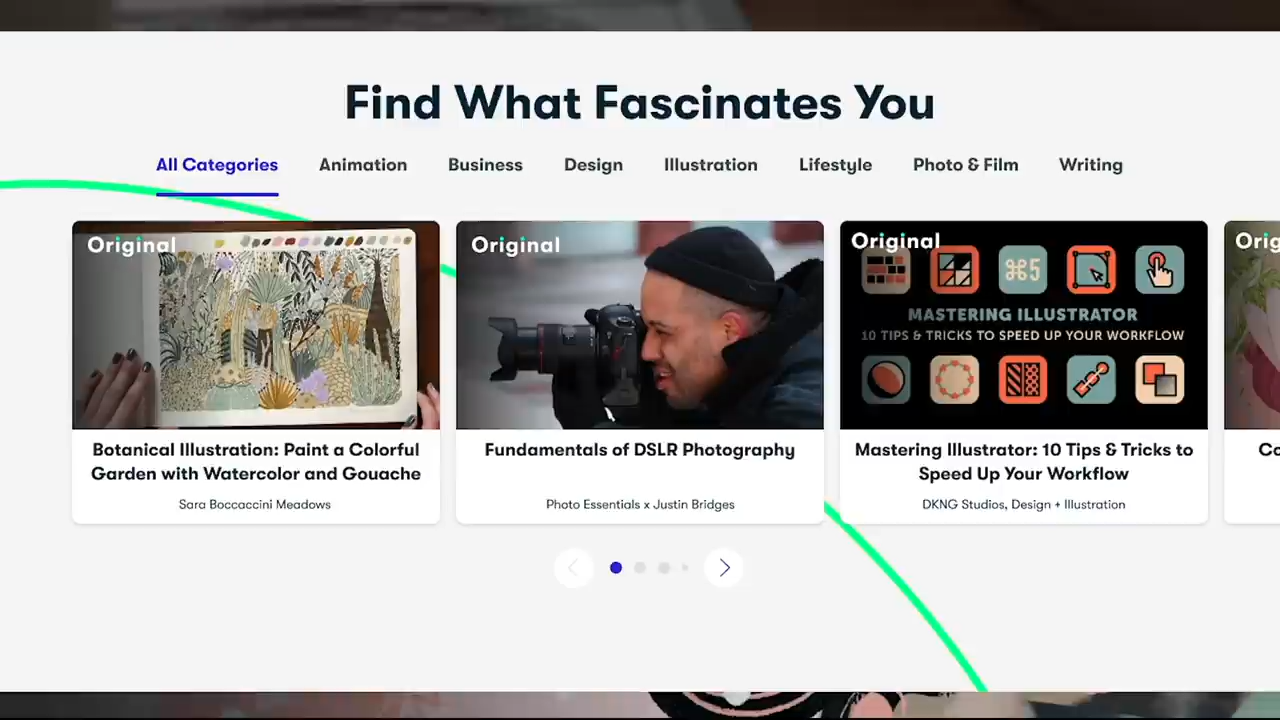 Find What Fascinates You
All Categories Animation Business Design Illustration Lifestyle Photo & Film Writing
Original
Original
Original
MASTERING ILLUSTRATOR
10 TIPS & TRICKS TO SPEED UP YOUR WORKFLOW
⌘5
Botanical Illustration: Paint a Colorful
Garden with Watercolor and Gouache
Sara Boccaccini Meadows
Fundamentals of DSLR Photography
Photo Essentials x Justin Bridges
Mastering Illustrator: 10 Tips & Tricks to
Speed Up Your Workflow
DKNG Studios, Design + Illustration